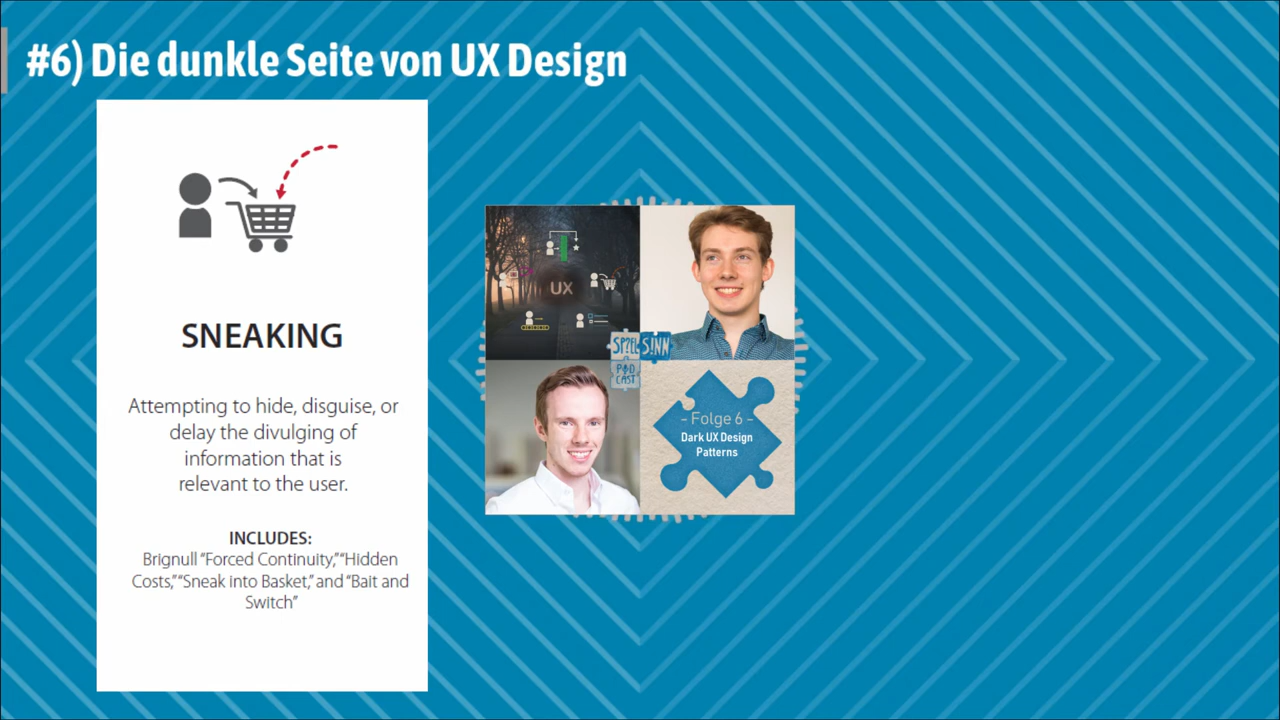 #6) Die dunkle Seite von UX Design
SNEAKING
Attempting to hide, disguise, or
delay the divulging of
information that is
relevant to the user.
INCLUDES:
Brignull “Forced Continuity,” “Hidden
Costs,” “Sneak into Basket,” and “Bait and
Switch”
UX
SP?EL S!NN
POD
CAST
- Folge 6 -
Dark UX Design
Patterns